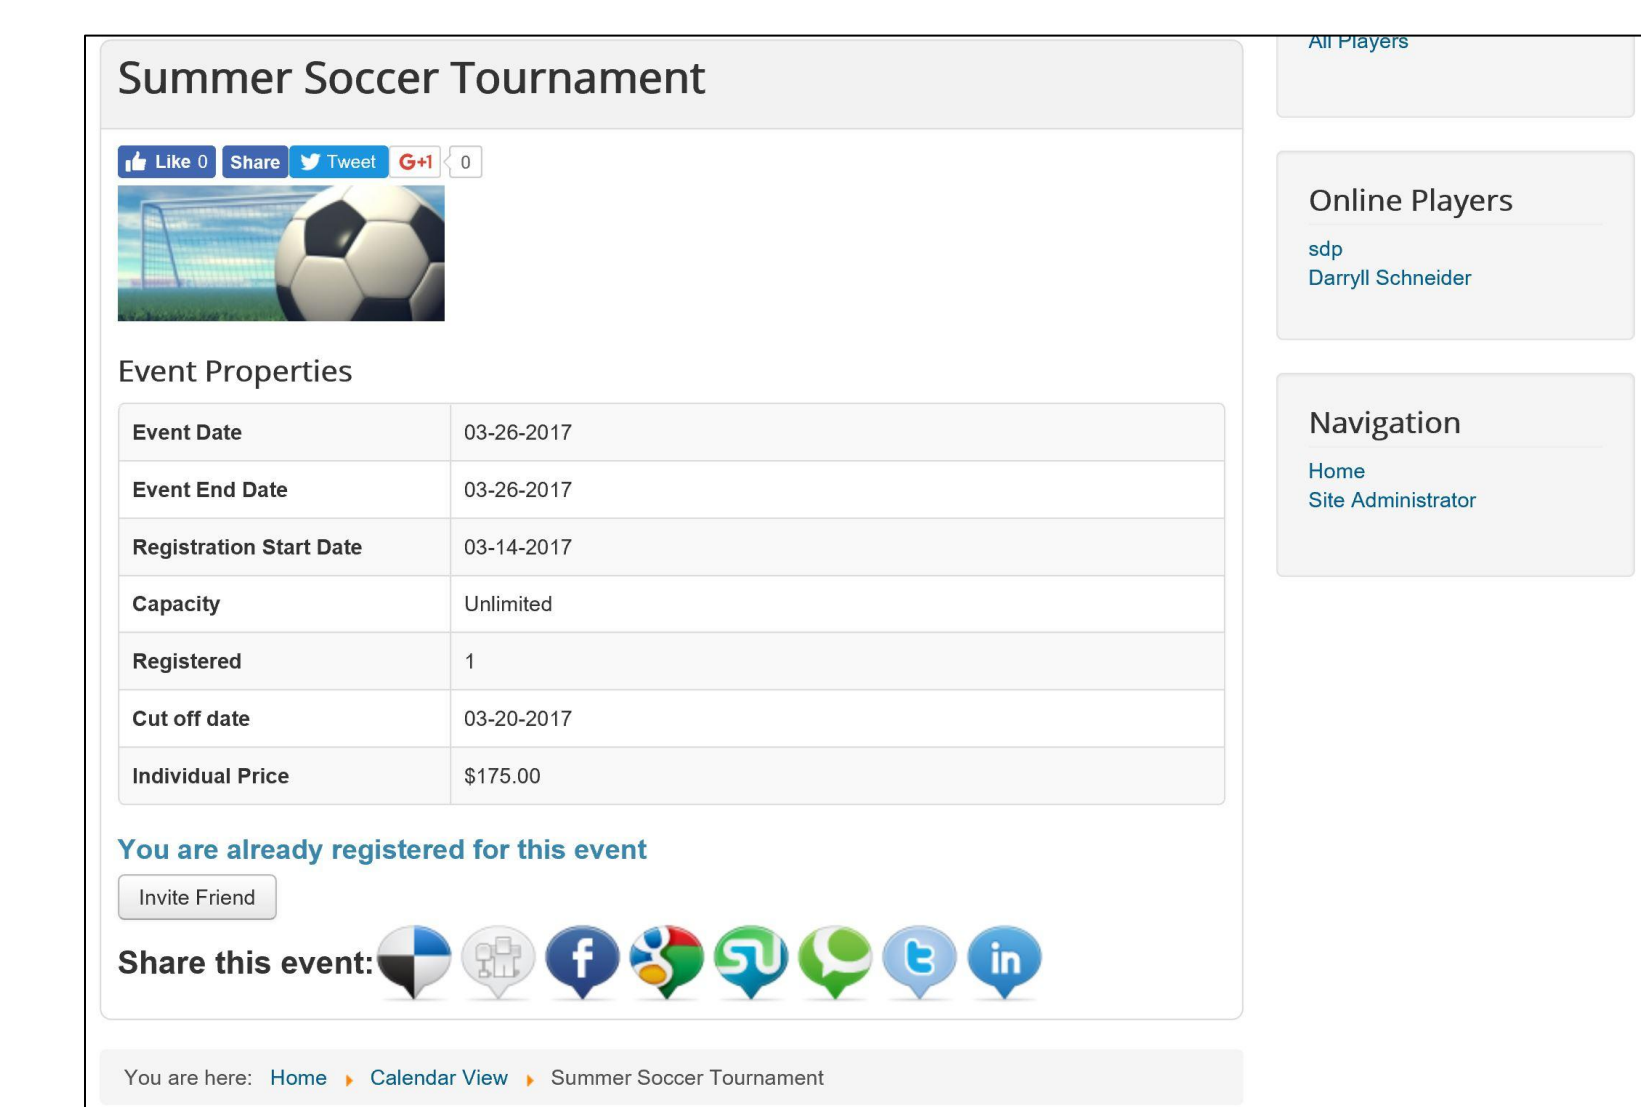 All Players
Summer Soccer Tournament
Like 0 Share Tweet G+1 0
Online Players
sdp
Darryll Schneider
Event Properties
Event Date 03-26-2017
Event End Date 03-26-2017
Registration Start Date 03-14-2017
Capacity Unlimited
Registered 1
Cut off date 03-20-2017
Individual Price $175.00
Navigation
Home
Site Administrator
You are already registered for this event
Invite Friend
Share this event:
You are here: Home Calendar View Summer Soccer Tournament